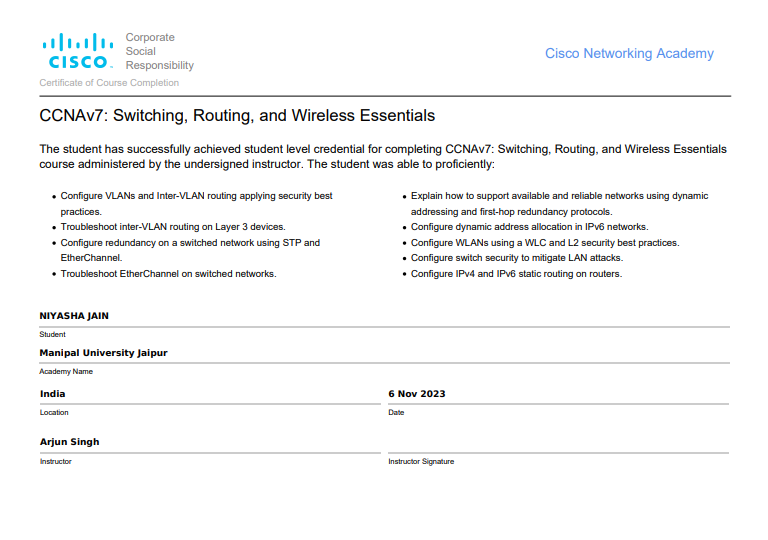 CISCO
Corporate
Social
Responsibility
Certificate of Course Completion
Cisco Networking Academy
CCNAv7: Switching, Routing, and Wireless Essentials
The student has successfully achieved student level credential for completing CCNAv7: Switching, Routing, and Wireless Essentials
course administered by the undersigned instructor. The student was able to proficiently:
• Configure VLANs and Inter-VLAN routing applying security best
practices.
• Troubleshoot inter-VLAN routing on Layer 3 devices.
• Configure redundancy on a switched network using STP and
EtherChannel.
• Troubleshoot EtherChannel on switched networks.
• Explain how to support available and reliable networks using dynamic
addressing and first-hop redundancy protocols.
• Configure dynamic address allocation in IPv6 networks.
• Configure WLANs using a WLC and L2 security best practices.
• Configure switch security to mitigate LAN attacks.
• Configure IPv4 and IPv6 static routing on routers.
NIYASHA JAIN
Student
Manipal University Jaipur
Academy Name
India
Location
6 Nov 2023
Date
Arjun Singh
Instructor
Instructor Signature